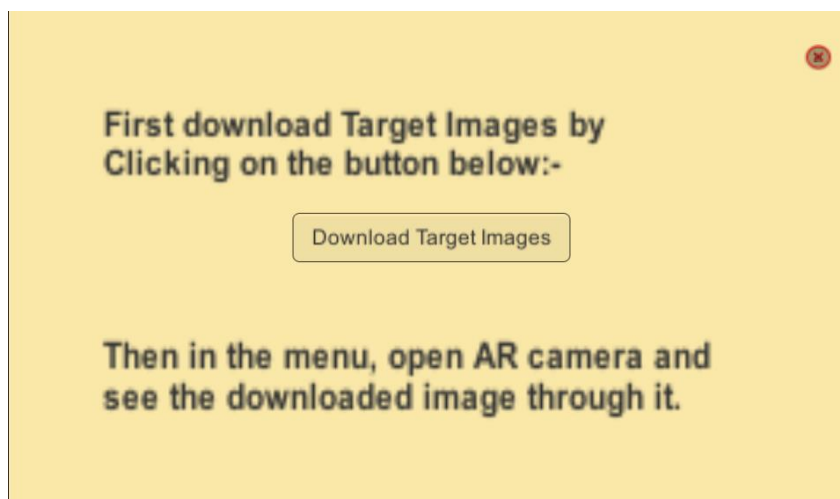 First download Target Images by
Clicking on the button below:-
Download Target Images
Then in the menu, open AR camera and
see the downloaded image through it.